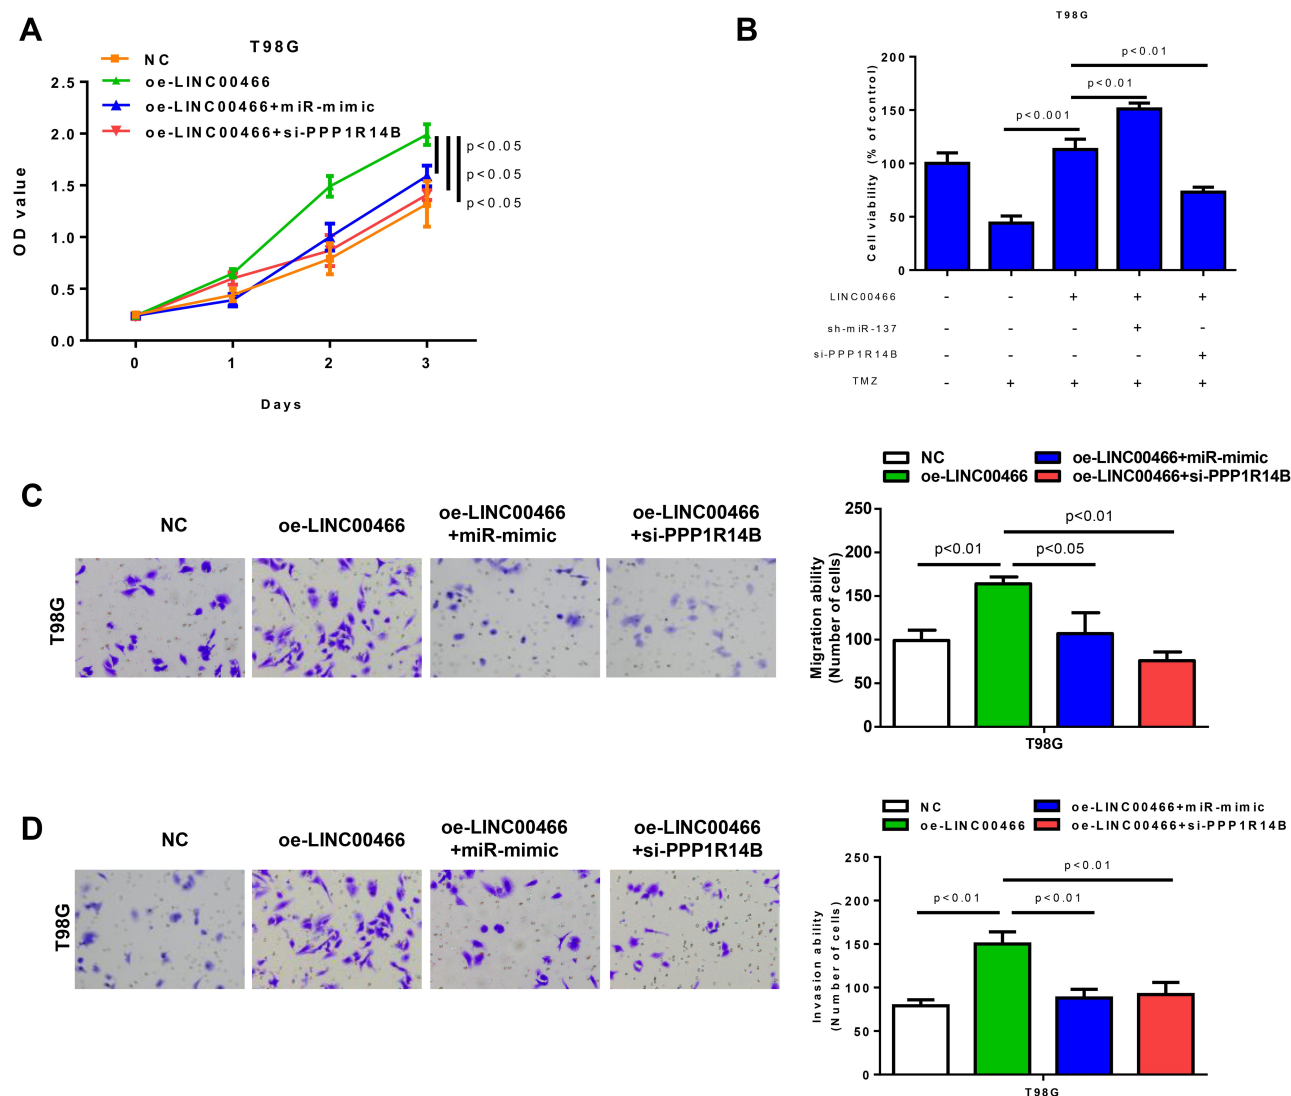 A
T98G
NC
oe-LINC00466
oe-LINC00466+miR-mimic
oe-LINC00466+si-PPP1R14B
2.5
2.0
1.5
1.0
0.5
0.0
OD value
p<0.05
p<0.05
p<0.05
0 1 2 3
Days
B
T98G
200
150
100
50
0
Cell viability (% of control)
p<0.01
p<0.01
p<0.001
LINC00466 - - + + +
sh-miR-137 - - - + -
si-PPP1R14B - - - - +
TMZ - + + + +
C
NC
oe-LINC00466
oe-LINC00466
+miR-mimic
oe-LINC00466
+si-PPP1R14B
T98G
NC
oe-LINC00466+miR-mimic
oe-LINC00466
oe-LINC00466+si-PPP1R14B
250
200
150
100
50
0
Migration ability
(Number of cells)
p<0.01
p<0.01
p<0.05
T98G
D
NC
oe-LINC00466
oe-LINC00466
+miR-mimic
oe-LINC00466
+si-PPP1R14B
T98G
NC
oe-LINC00466+miR-mimic
oe-LINC00466
oe-LINC00466+si-PPP1R14B
250
200
150
100
50
0
Invasion ability
(Number of cells)
p<0.01
p<0.01
p<0.01
T98G